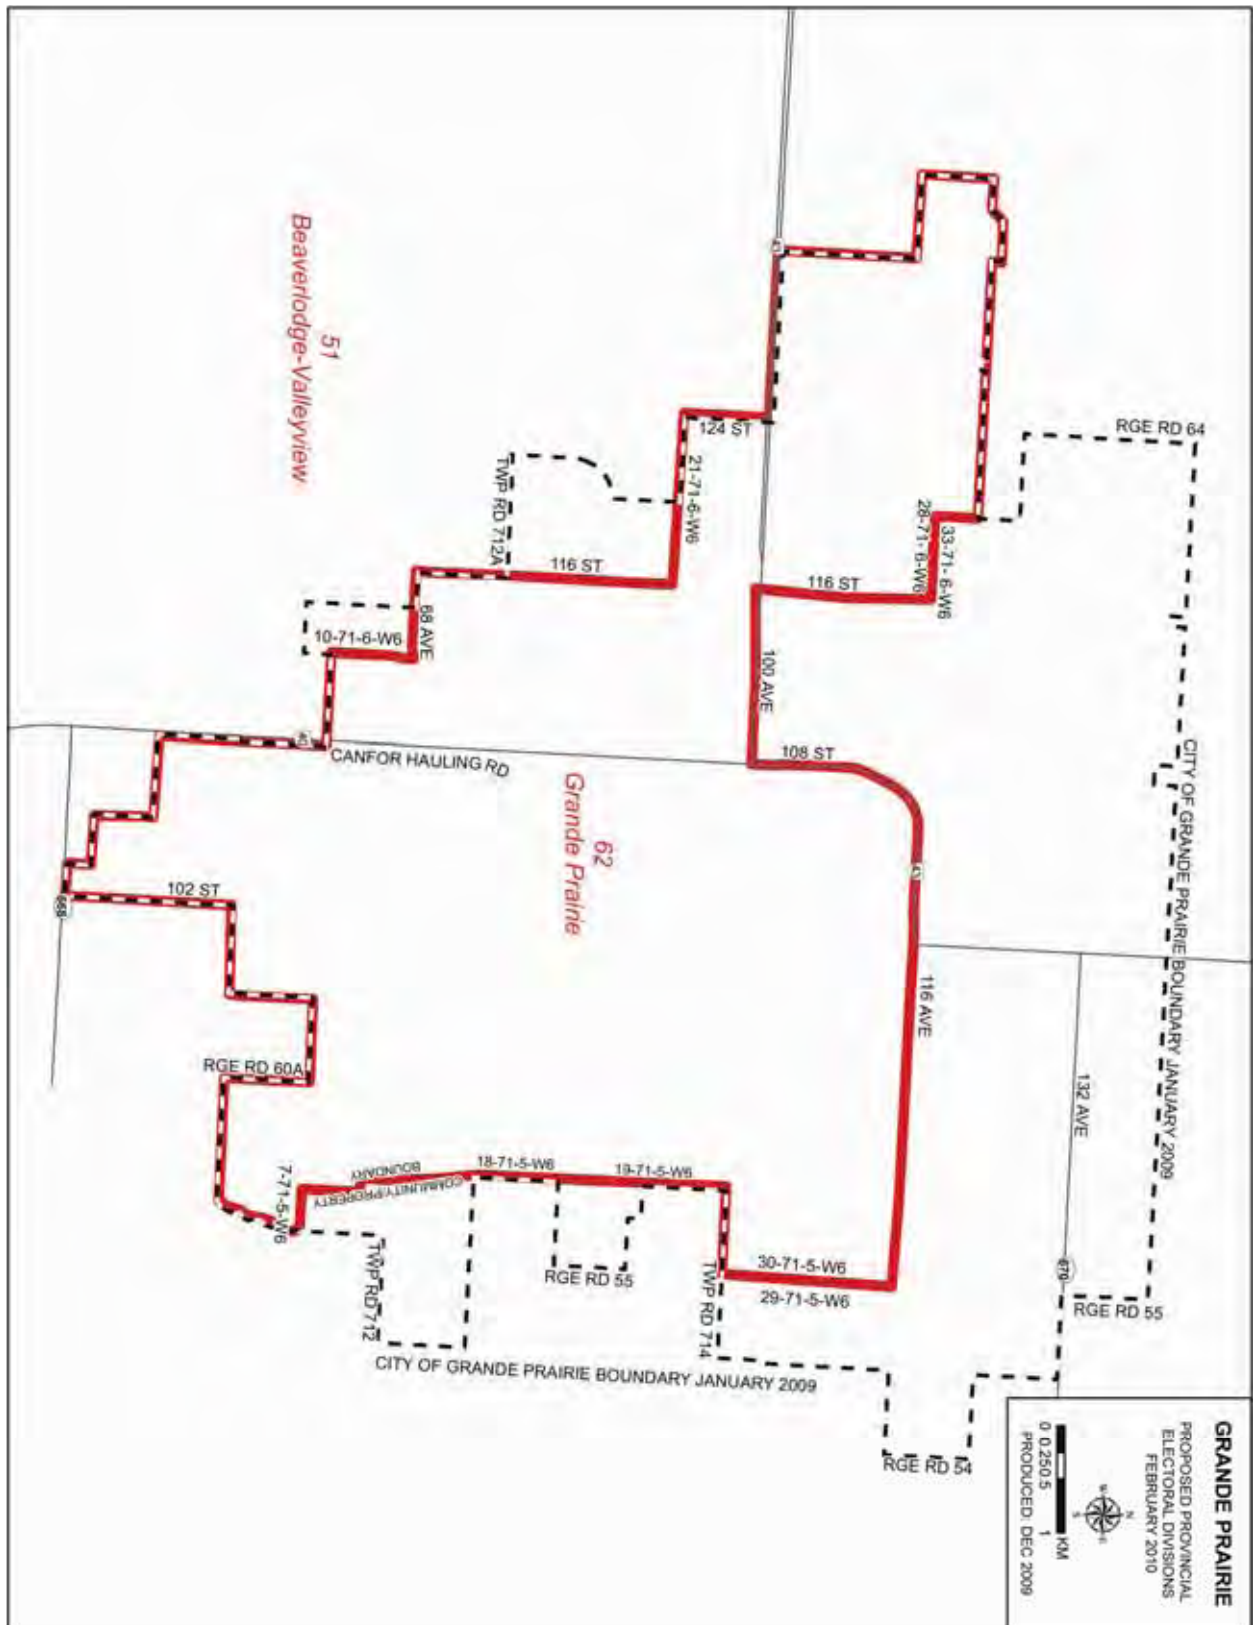 GRANDE PRAIRIE
PROPOSED PROVINCIAL
ELECTORAL DIVISIONS
FEBRUARY 2010
N
W
E
S
0 0.250.5 1
KM
PRODUCED: DEC 2009
RGE RD 64
CITY OF GRANDE PRAIRIE BOUNDARY JANUARY 2009
RGE RD 55
132 AVE
679
33-71- 6-W6
28-71- 6-W6
116 ST
43
116 AVE
108 ST
100 AVE
43
124 ST
21-71-6-W6
116 ST
TWP RD 712A
68 AVE
10-71-6-W6
40
CANFOR HAULING RD
62
Grande Prairie
51
Beaverlodge-Valleyview
RGE RD 54
30-71-5-W6
29-71-5-W6
TWP RD 714
19-71-5-W6
18-71-5-W6
RGE RD 55
CITY OF GRANDE PRAIRIE BOUNDARY JANUARY 2009
TWP RD 712
COMMUNITY/PROPERTY
BOUNDARY
7-71-5-W6
RGE RD 60A
102 ST
668